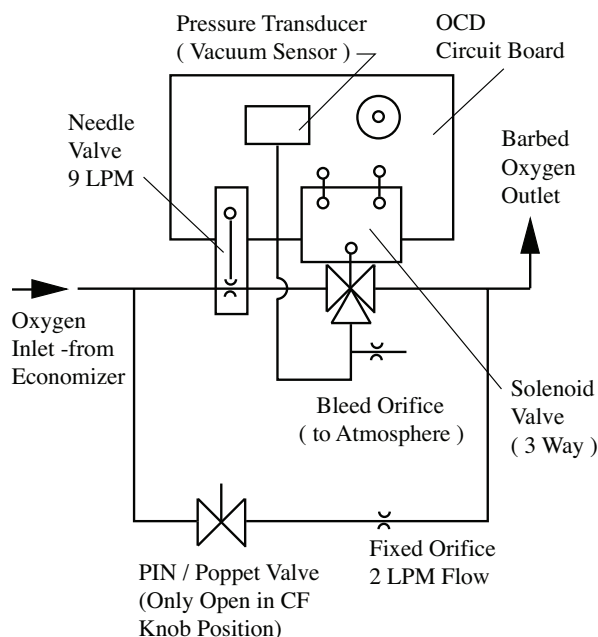 Pressure Transducer
( Vacuum Sensor )
OCD
Circuit Board
Needle
Valve
9 LPM
Barbed
Oxygen
Outlet
Oxygen
Inlet -from
Economizer
Bleed Orifice
( to Atmosphere )
Solenoid
Valve
( 3 Way )
PIN / Poppet Valve
(Only Open in CF
Knob Position)
Fixed Orifice
2 LPM Flow